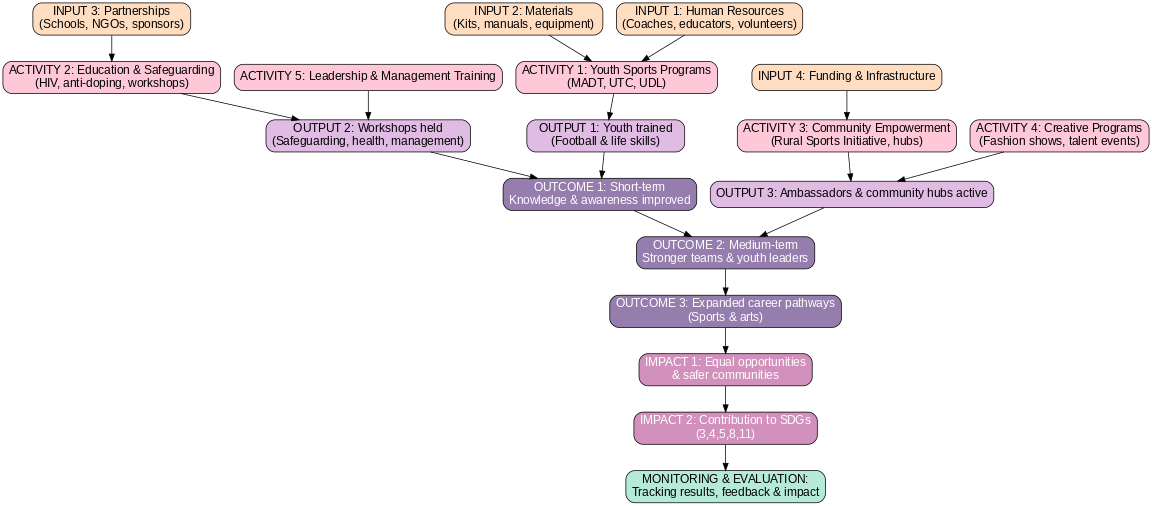 INPUT 3: Partnerships
(Schools, NGOs, sponsors)
INPUT 2: Materials
(Kits, manuals, equipment)
INPUT 1: Human Resources
(Coaches, educators, volunteers)
ACTIVITY 2: Education & Safeguarding
(HIV, anti-doping, workshops)
ACTIVITY 5: Leadership & Management Training
ACTIVITY 1: Youth Sports Programs
(MADT, UTC, UDL)
INPUT 4: Funding & Infrastructure
OUTPUT 2: Workshops held
(Safeguarding, health, management)
OUTPUT 1: Youth trained
(Football & life skills)
ACTIVITY 3: Community Empowerment
(Rural Sports Initiative, hubs)
ACTIVITY 4: Creative Programs
(Fashion shows, talent events)
OUTCOME 1: Short-term
Knowledge & awareness improved
OUTPUT 3: Ambassadors & community hubs active
OUTCOME 2: Medium-term
Stronger teams & youth leaders
OUTCOME 3: Expanded career pathways
(Sports & arts)
IMPACT 1: Equal opportunities
& safer communities
IMPACT 2: Contribution to SDGs
(3,4,5,8,11)
MONITORING & EVALUATION:
Tracking results, feedback & impact